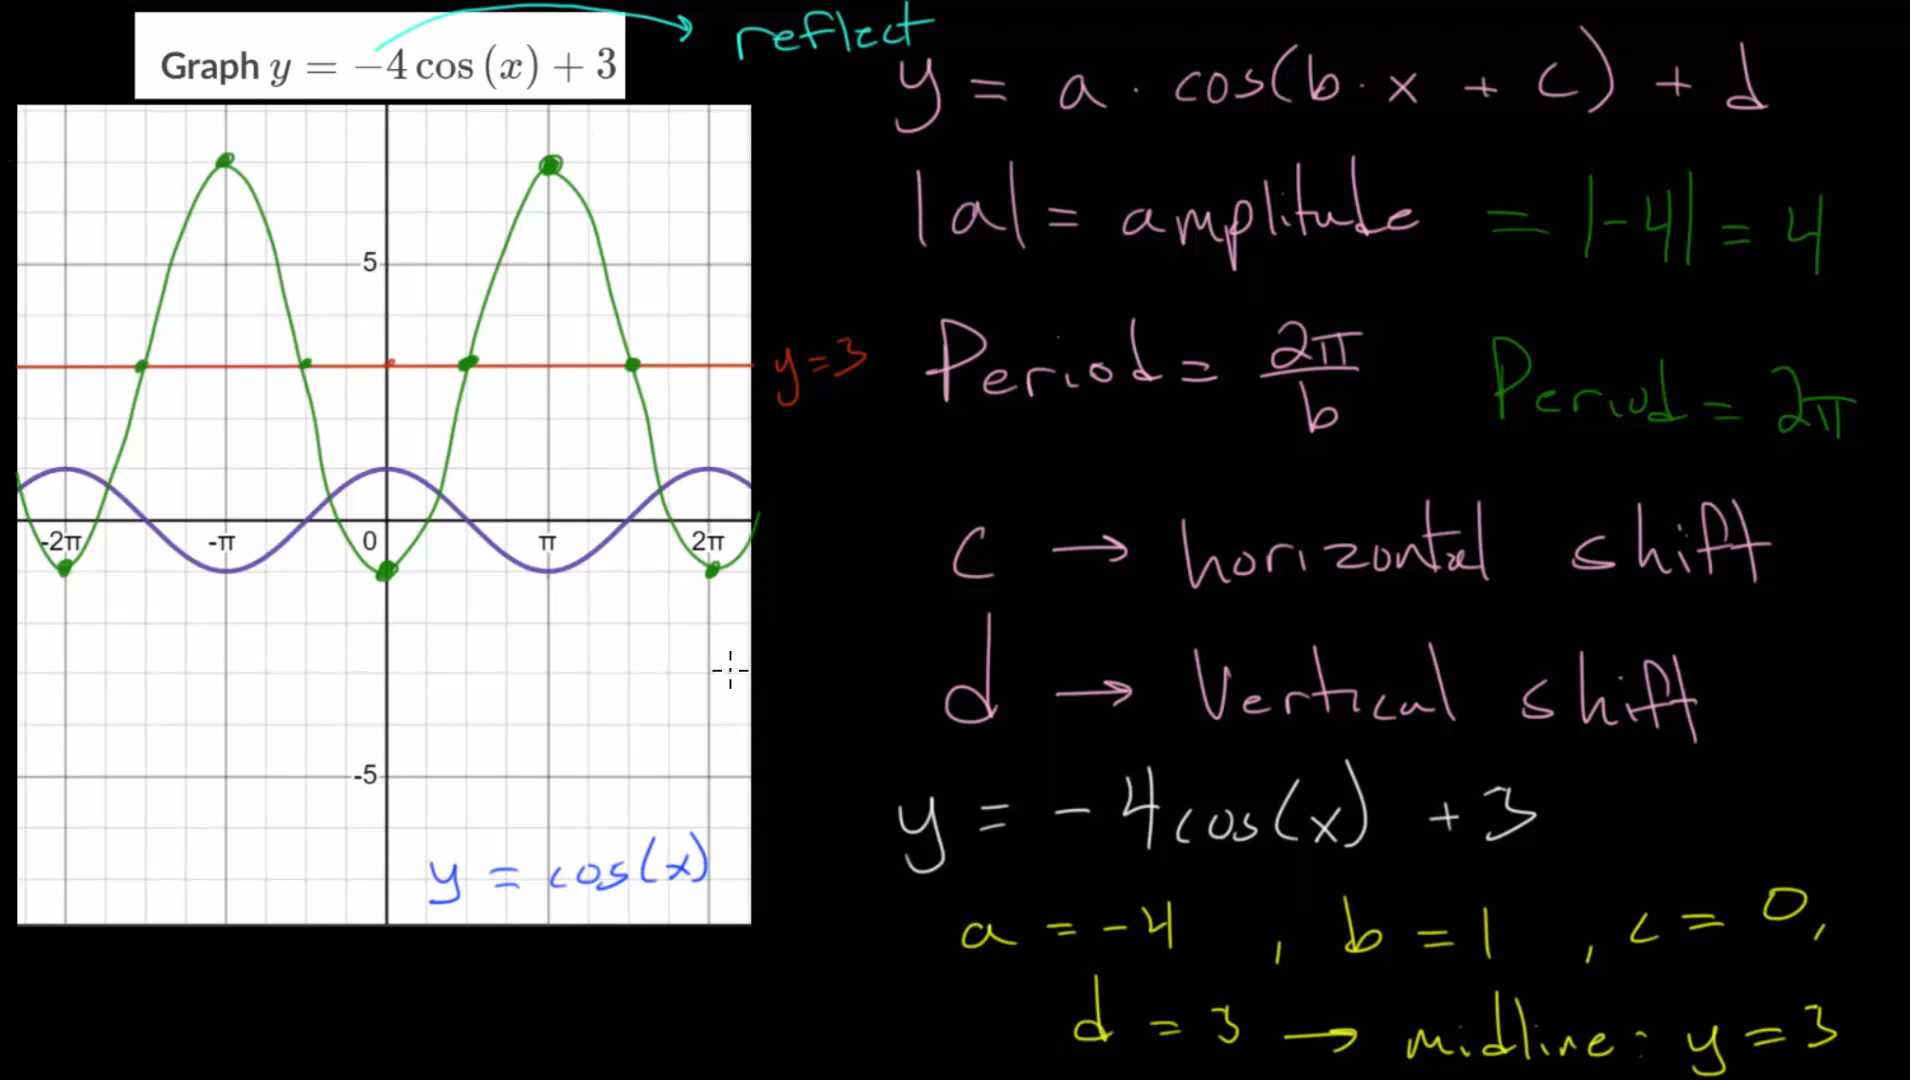 Graph y = −4 cos (x) + 3
reflect
y = a · cos(b · x + c) + d
|a| = amplitude = |-4| = 4
Period = 2π/b Period = 2π
c → horizontal shift
d → Vertical shift
y = -4cos(x) + 3
a = -4, b = 1, c = 0,
d = 3 → midline: y = 3
5
y=3
-2π -π 0 π 2π
-5
y = cos(x)